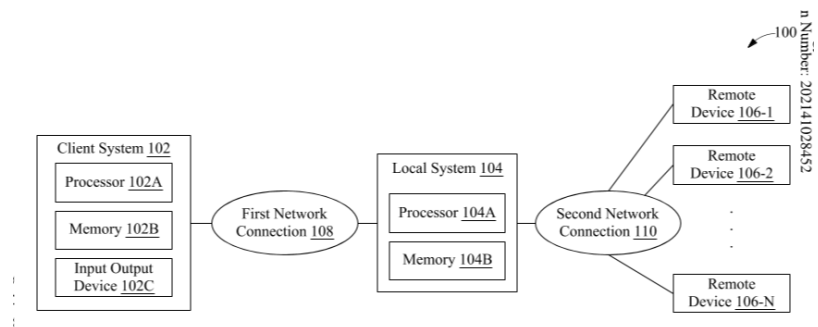 100
n Number: 202141028452
Remote
Device 106-1
Client System 102
Processor 102A
Memory 102B
Input Output
Device 102C
First Network
Connection 108
Local System 104
Processor 104A
Memory 104B
Second Network
Connection 110
Remote
Device 106-2
.
.
.
Remote
Device 106-N